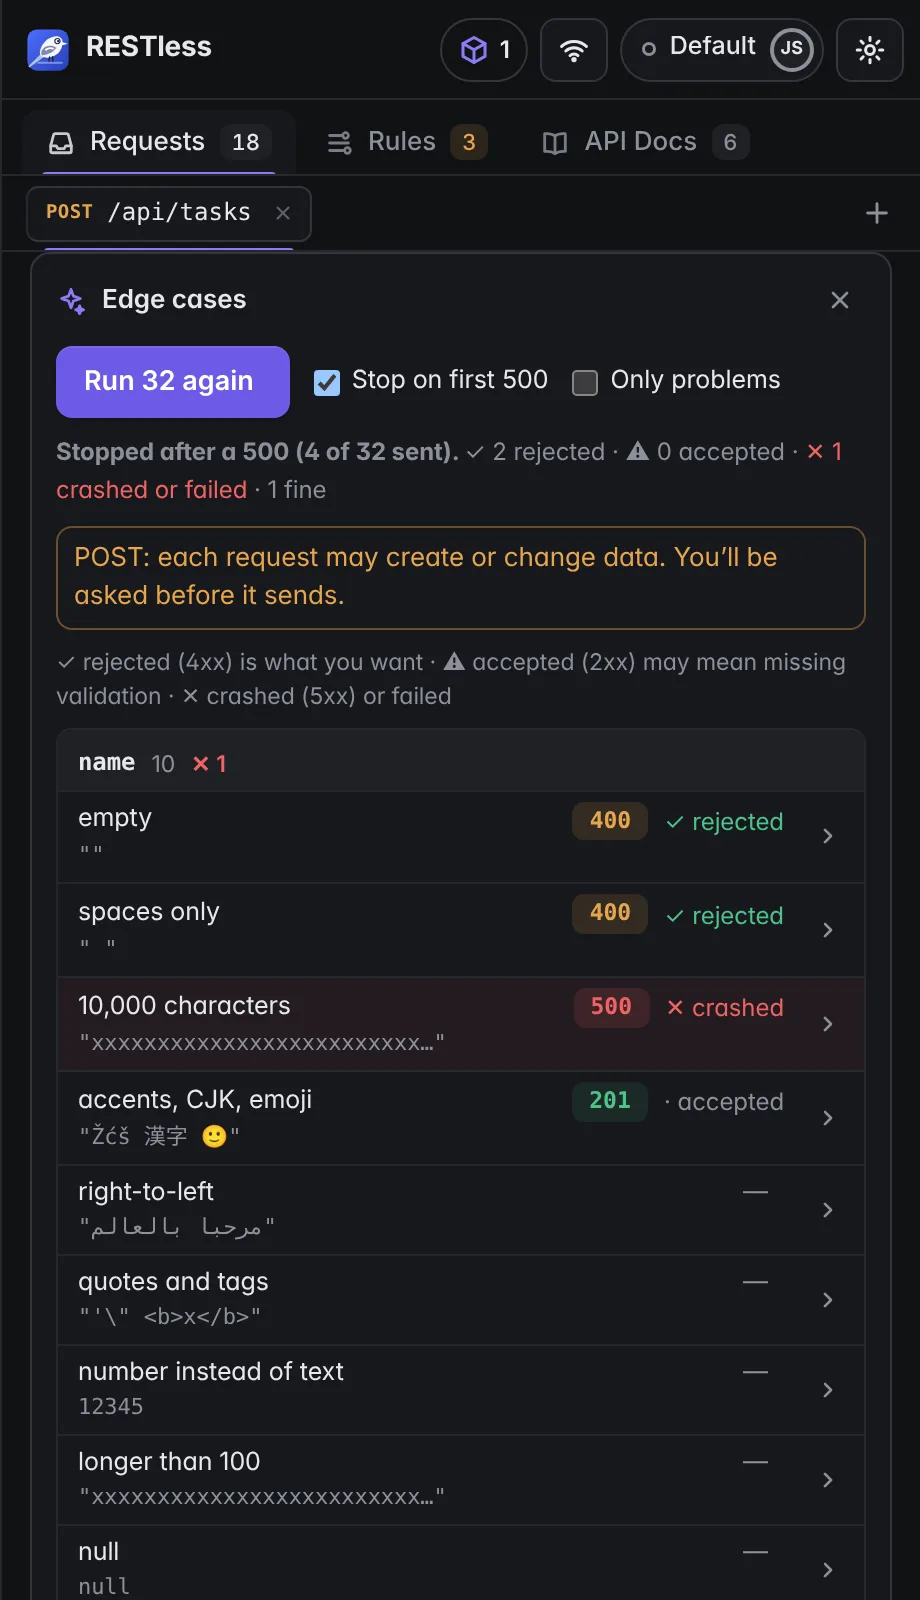 RESTless
1
Default
JS
Requests 18
Rules 3
API Docs 6
POST /api/tasks ×
+
Edge cases
Run 32 again
Stop on first 500
Only problems
Stopped after a 500 (4 of 32 sent). ✓ 2 rejected · ⚠ 0 accepted · ✕ 1
crashed or failed · 1 fine
POST: each request may create or change data. You’ll be
asked before it sends.
✓ rejected (4xx) is what you want · ⚠ accepted (2xx) may mean missing
validation · ✕ crashed (5xx) or failed
name 10 ✕ 1
empty 400 ✓ rejected
""
spaces only 400 ✓ rejected
" "
10,000 characters 500 ✕ crashed
"xxxxxxxxxxxxxxxxxxxxxxxxx…"
accents, CJK, emoji 201 · accepted
"Žćš 漢字 🙂"
right-to-left —
"مرحبا بالعالم"
quotes and tags —
"'\" <b>x</b>"
number instead of text —
12345
longer than 100 —
"xxxxxxxxxxxxxxxxxxxxxxxxx…"
null —
null